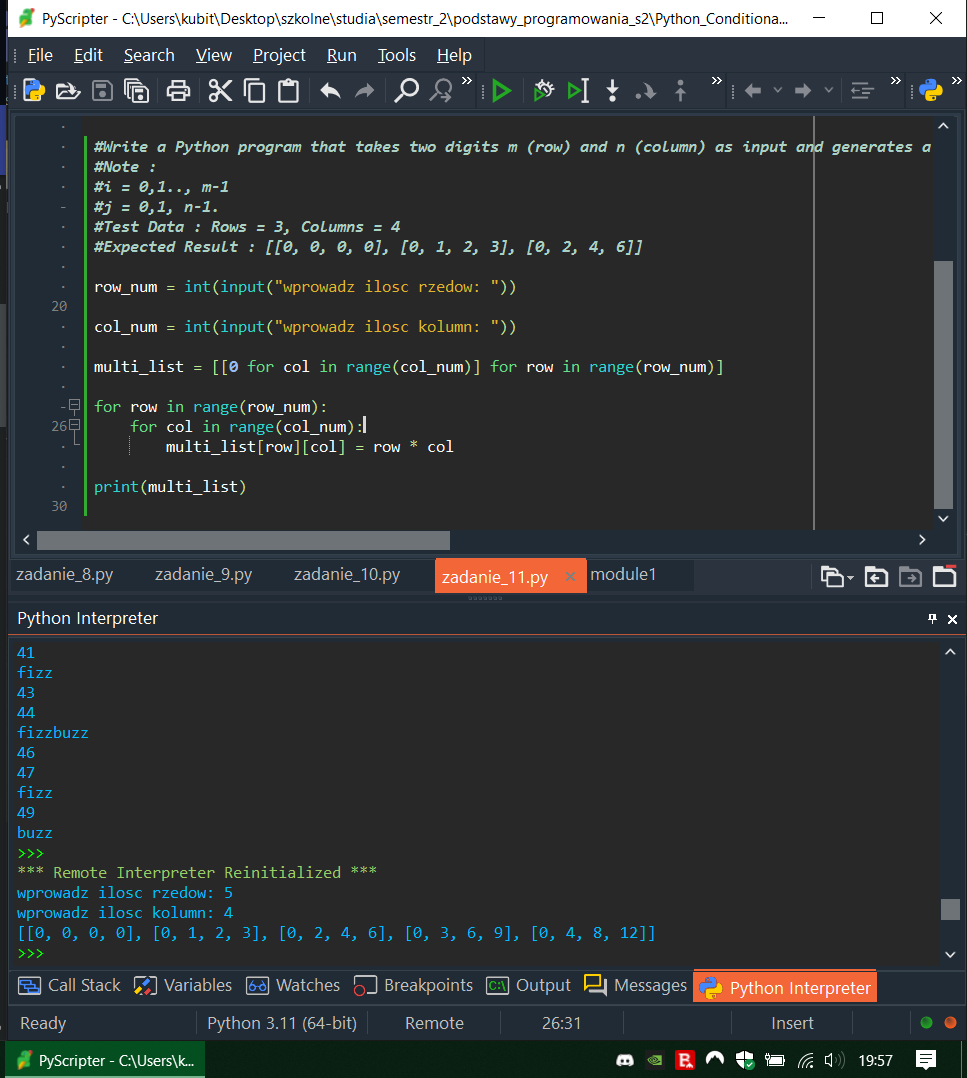 PyScripter - C:\Users\kubit\Desktop\szkolne\studia\semestr_2\podstawy_programowania_s2\Python_Conditiona...
File Edit Search View Project Run Tools Help
#Write a Python program that takes two digits m (row) and n (column) as input and generates a
#Note :
#i = 0,1.., m-1
#j = 0,1, n-1.
#Test Data : Rows = 3, Columns = 4
#Expected Result : [[0, 0, 0, 0], [0, 1, 2, 3], [0, 2, 4, 6]]
row_num = int(input("wprowadz ilosc rzedow: "))
20
col_num = int(input("wprowadz ilosc kolumn: "))
multi_list = [[0 for col in range(col_num)] for row in range(row_num)]
for row in range(row_num):
26 for col in range(col_num):
multi_list[row][col] = row * col
print(multi_list)
30
zadanie_8.py zadanie_9.py zadanie_10.py zadanie_11.py module1
Python Interpreter
41
fizz
43
44
fizzbuzz
46
47
fizz
49
buzz
>>>
*** Remote Interpreter Reinitialized ***
wprowadz ilosc rzedow: 5
wprowadz ilosc kolumn: 4
[[0, 0, 0, 0], [0, 1, 2, 3], [0, 2, 4, 6], [0, 3, 6, 9], [0, 4, 8, 12]]
>>>
Call Stack Variables Watches Breakpoints Output Messages Python Interpreter
Ready Python 3.11 (64-bit) Remote 26:31 Insert
PyScripter - C:\Users\k... 19:57